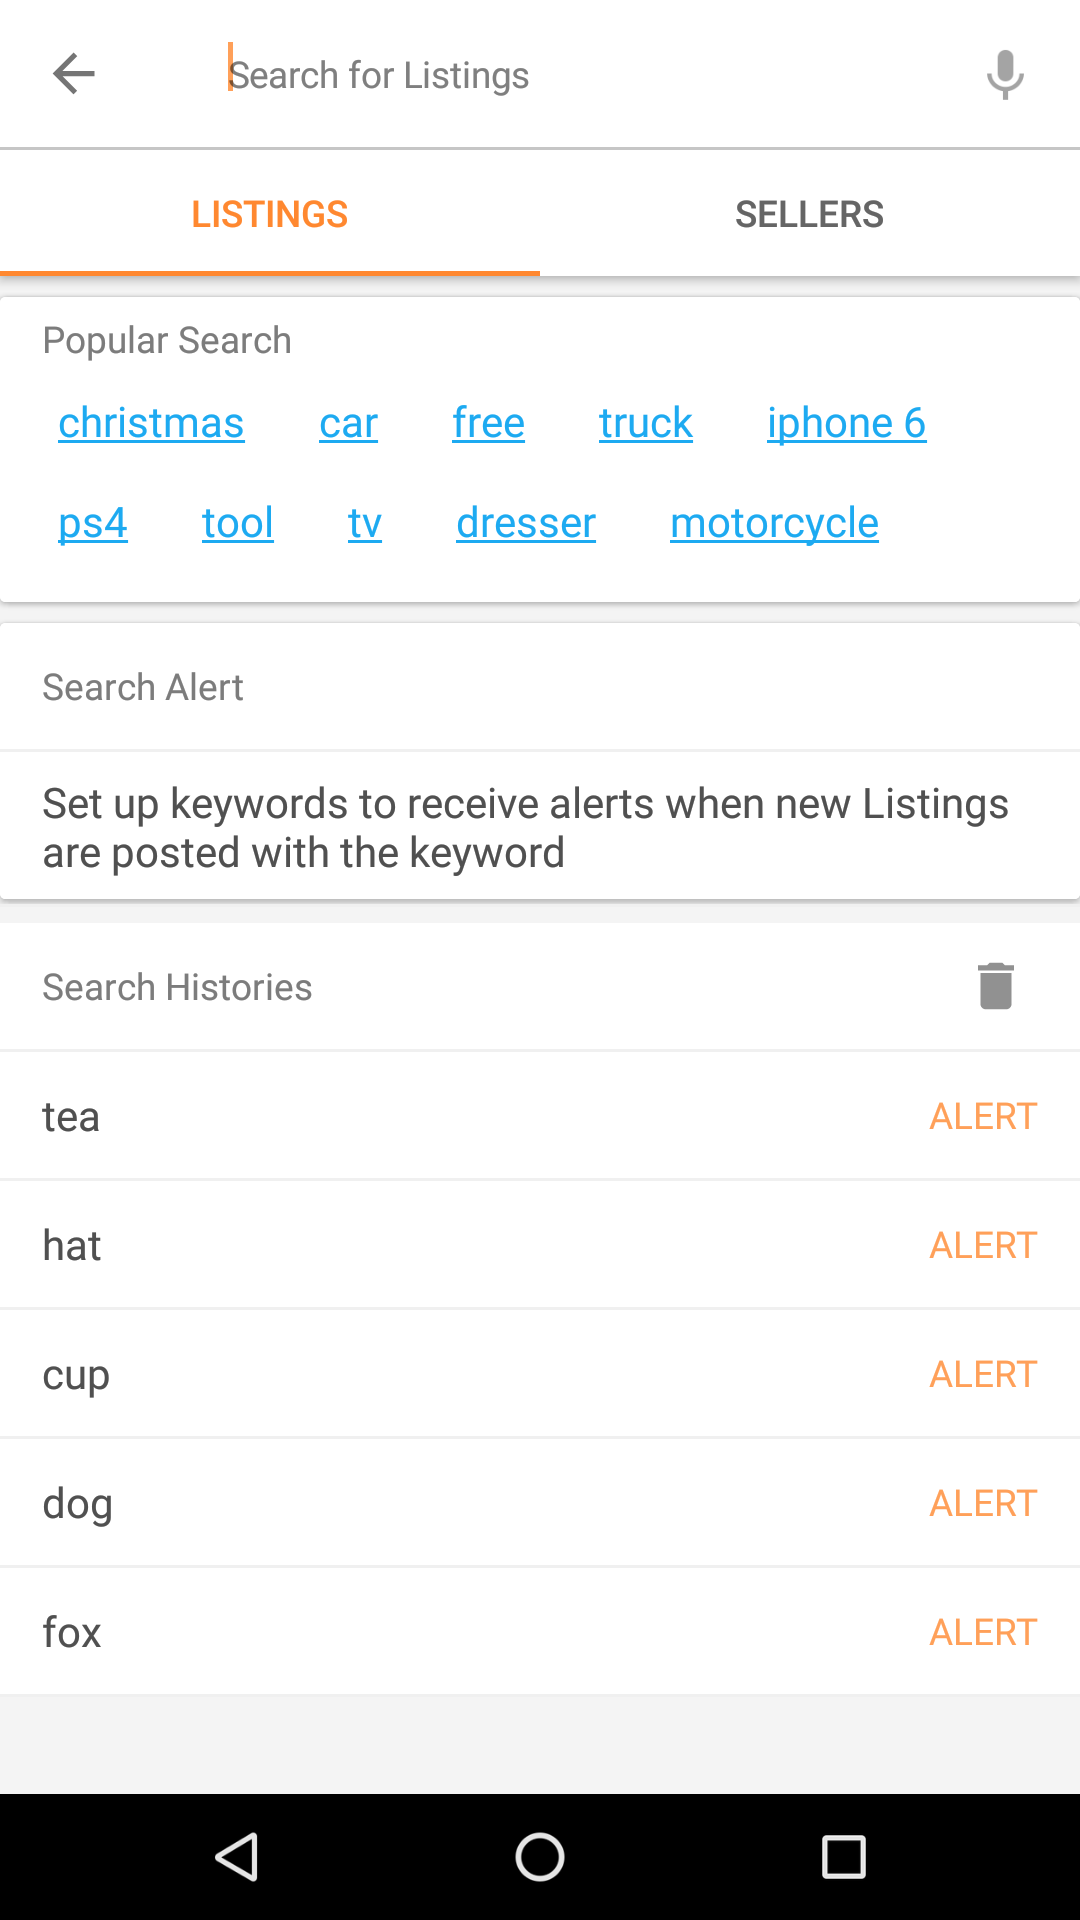 Search for Listings
LISTINGS SELLERS
Popular Search
christmas car free truck iphone 6
ps4 tool tv dresser motorcycle
Search Alert
Set up keywords to receive alerts when new Listings
are posted with the keyword
Search Histories
tea ALERT
hat ALERT
cup ALERT
dog ALERT
fox ALERT